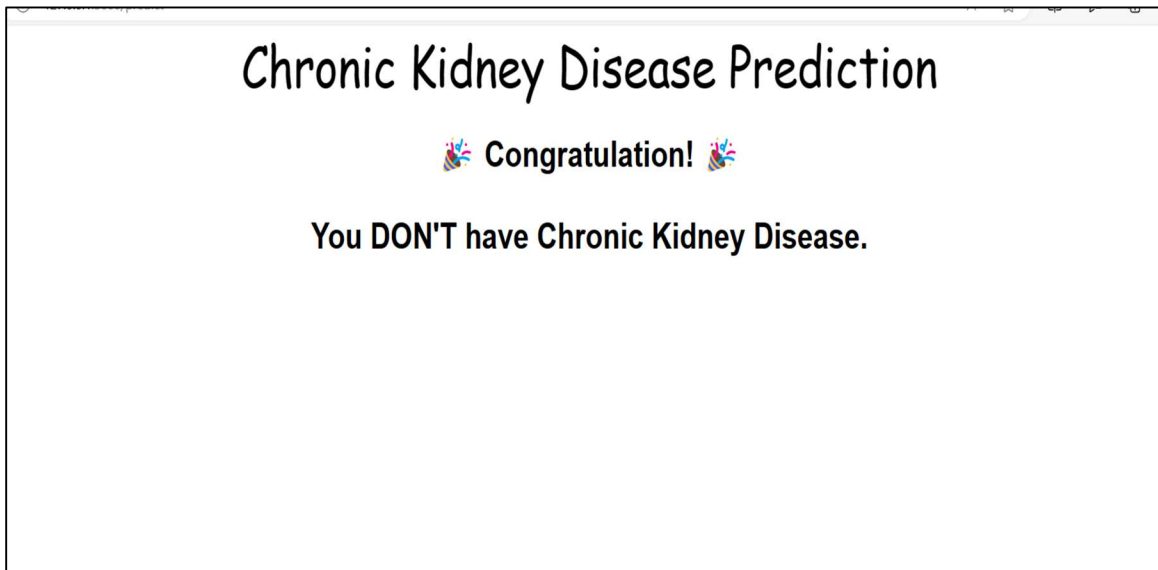 Chronic Kidney Disease Prediction
🎉 Congratulation! 🎉
You DON'T have Chronic Kidney Disease.